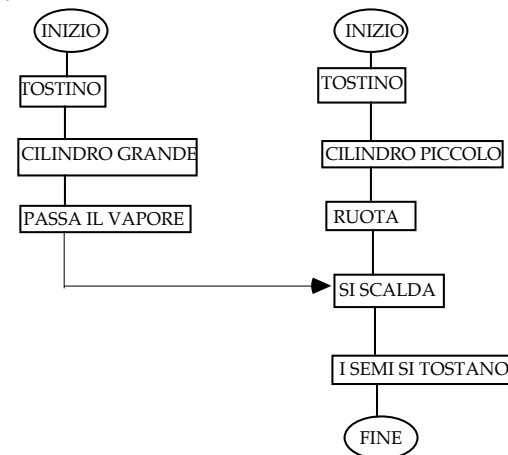 INIZIO
TOSTINO
CILINDRO GRANDE
PASSA IL VAPORE
INIZIO
TOSTINO
CILINDRO PICCOLO
RUOTA
SI SCALDA
I SEMI SI TOSTANO
FINE